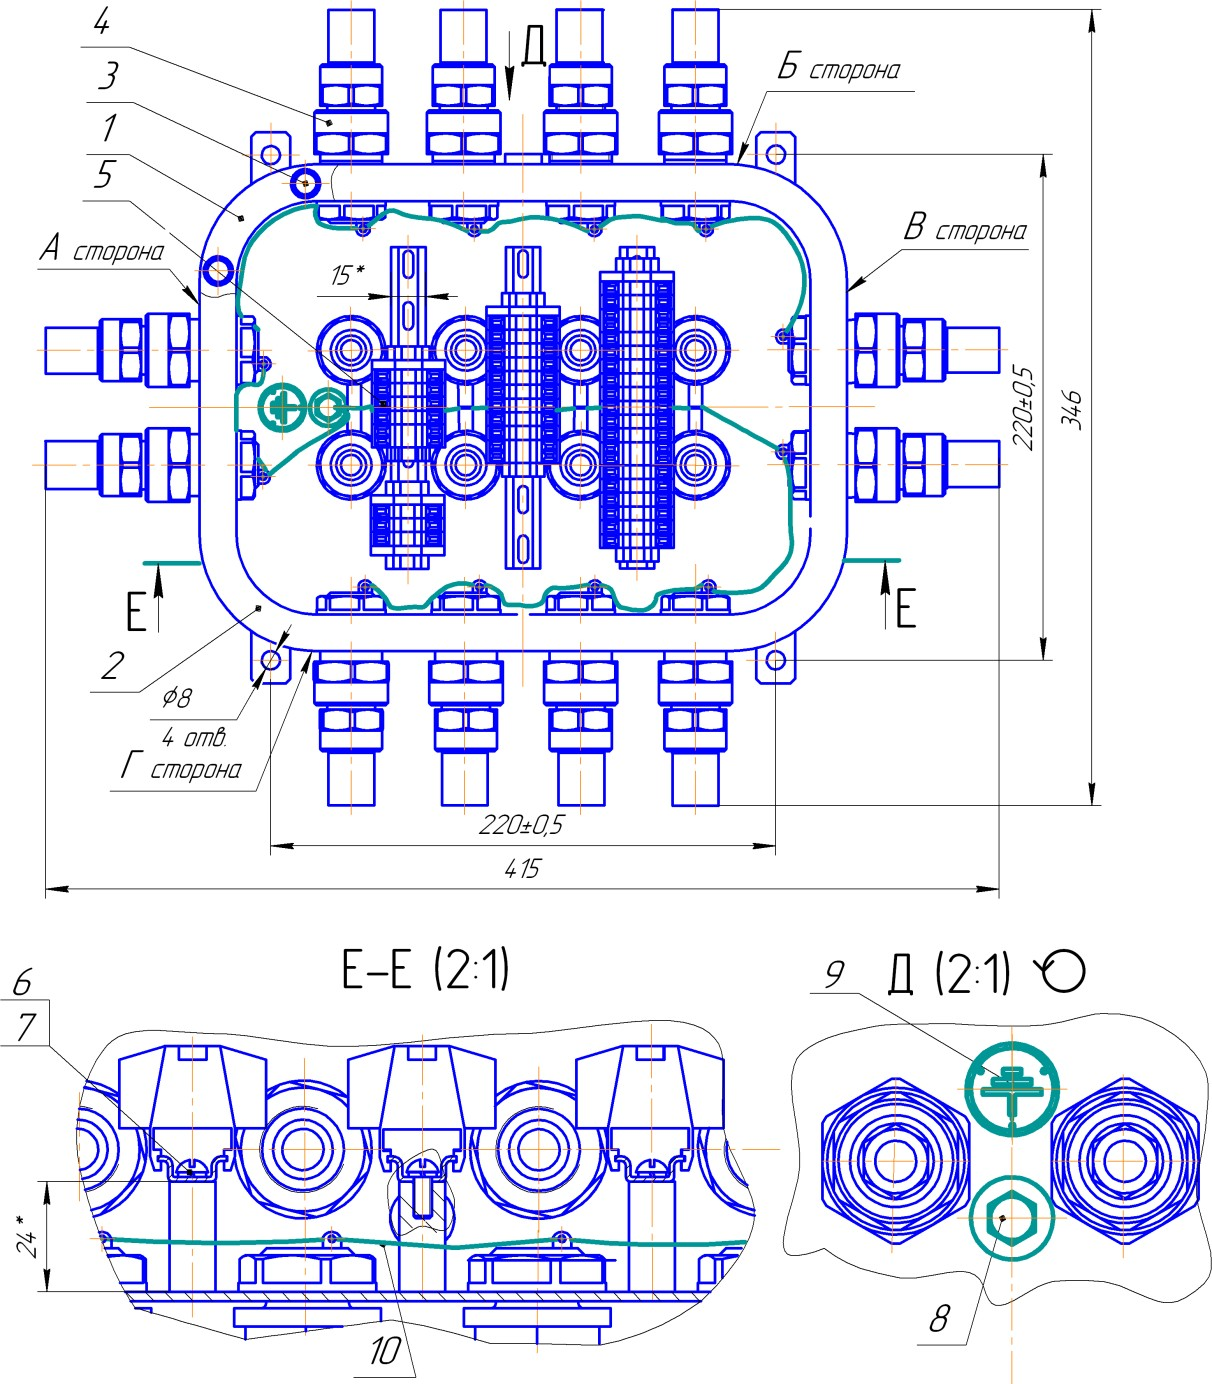 4
Д
Б сторона
3
1
5
А сторона
В сторона
15*
220±0,5
346
Е
Е
2
⌀8
4 отв.
Г сторона
220±0,5
415
Е–Е (2:1)
Д (2:1)
6
7
9
24*
10
8